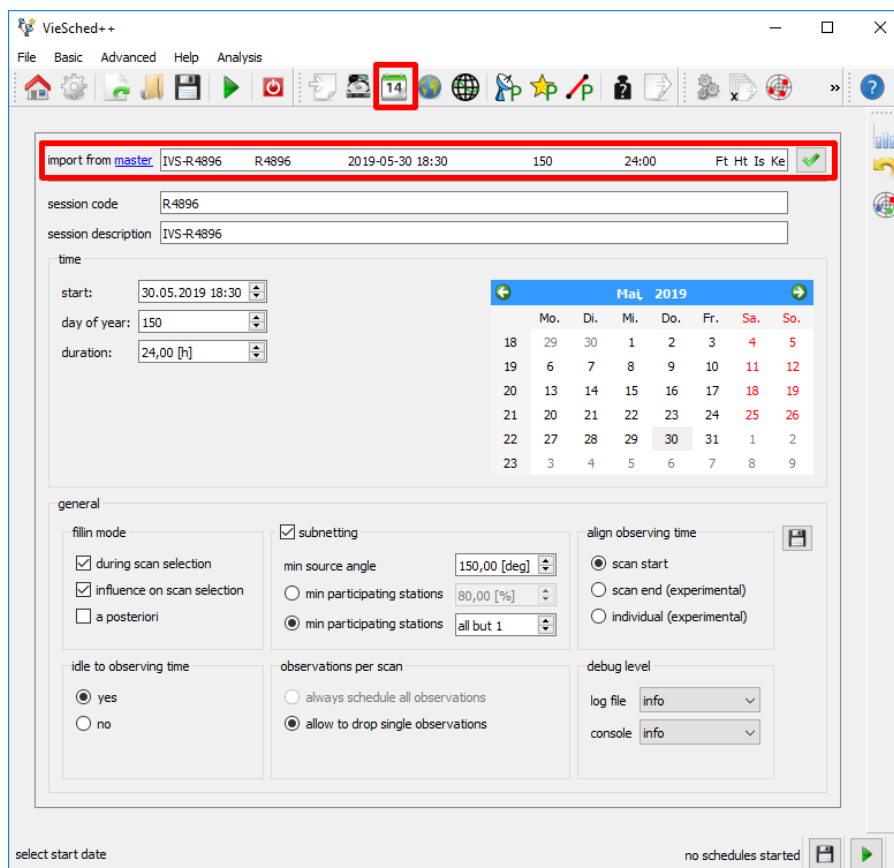 VieSched++
File Basic Advanced Help Analysis
14 P P P ? x » ?
import from master IVS-R4896 R4896 2019-05-30 18:30 150 24:00 Ft Ht Is Ke
session code R4896
session description IVS-R4896
time
start: 30.05.2019 18:30
day of year: 150
duration: 24,00 [h]
Mai, 2019
Mo. Di. Mi. Do. Fr. Sa. So.
18 29 30 1 2 3 4 5
19 6 7 8 9 10 11 12
20 13 14 15 16 17 18 19
21 20 21 22 23 24 25 26
22 27 28 29 30 31 1 2
23 3 4 5 6 7 8 9
general
fillin mode
during scan selection
influence on scan selection
a posteriori
subnetting
min source angle 150,00 [deg]
min participating stations 80,00 [%]
min participating stations all but 1
align observing time
scan start
scan end (experimental)
individual (experimental)
idle to observing time
yes
no
observations per scan
always schedule all observations
allow to drop single observations
debug level
log file info
console info
select start date
no schedules started